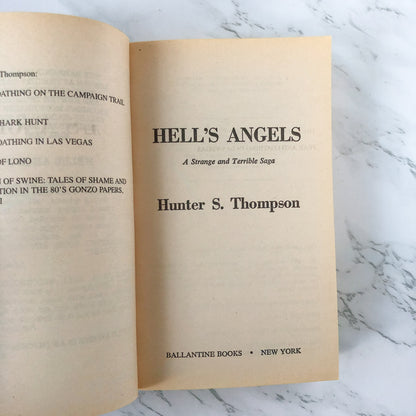 Thompson:
OATHING ON THE CAMPAIGN TRAIL
HARK HUNT
OATHING IN LAS VEGAS
OF LONO
N OF SWINE: TALES OF SHAME AND
TION IN THE 80'S GONZO PAPERS,
I
HELL'S ANGELS
A Strange and Terrible Saga
Hunter S. Thompson
BALLANTINE BOOKS • NEW YORK